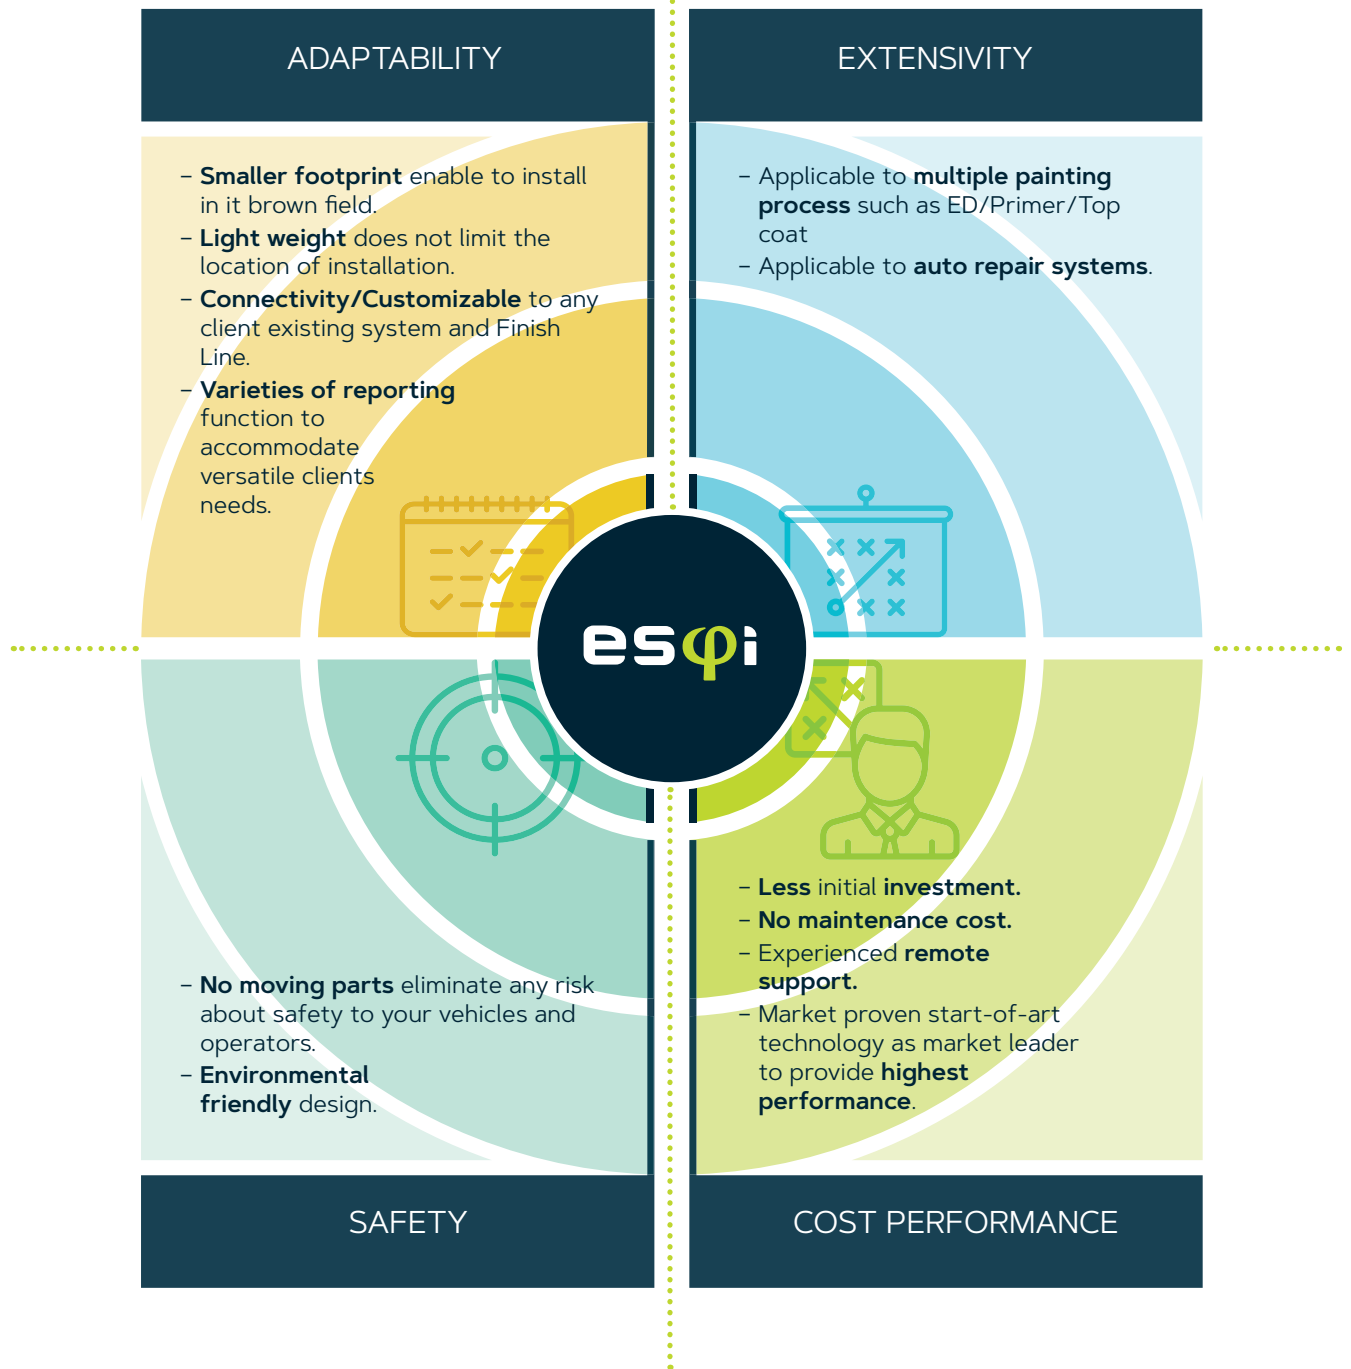 ADAPTABILITY
– Smaller footprint enable to install
in it brown field.
– Light weight does not limit the
location of installation.
– Connectivity/Customizable to any
client existing system and Finish
Line.
– Varieties of reporting
function to
accommodate
versatile clients
needs.
EXTENSIVITY
– Applicable to multiple painting
process such as ED/Primer/Top
coat
– Applicable to auto repair systems.
esφi
– No moving parts eliminate any risk
about safety to your vehicles and
operators.
– Environmental
friendly design.
SAFETY
– Less initial investment.
– No maintenance cost.
– Experienced remote
support.
– Market proven start-of-art
technology as market leader
to provide highest
performance.
COST PERFORMANCE